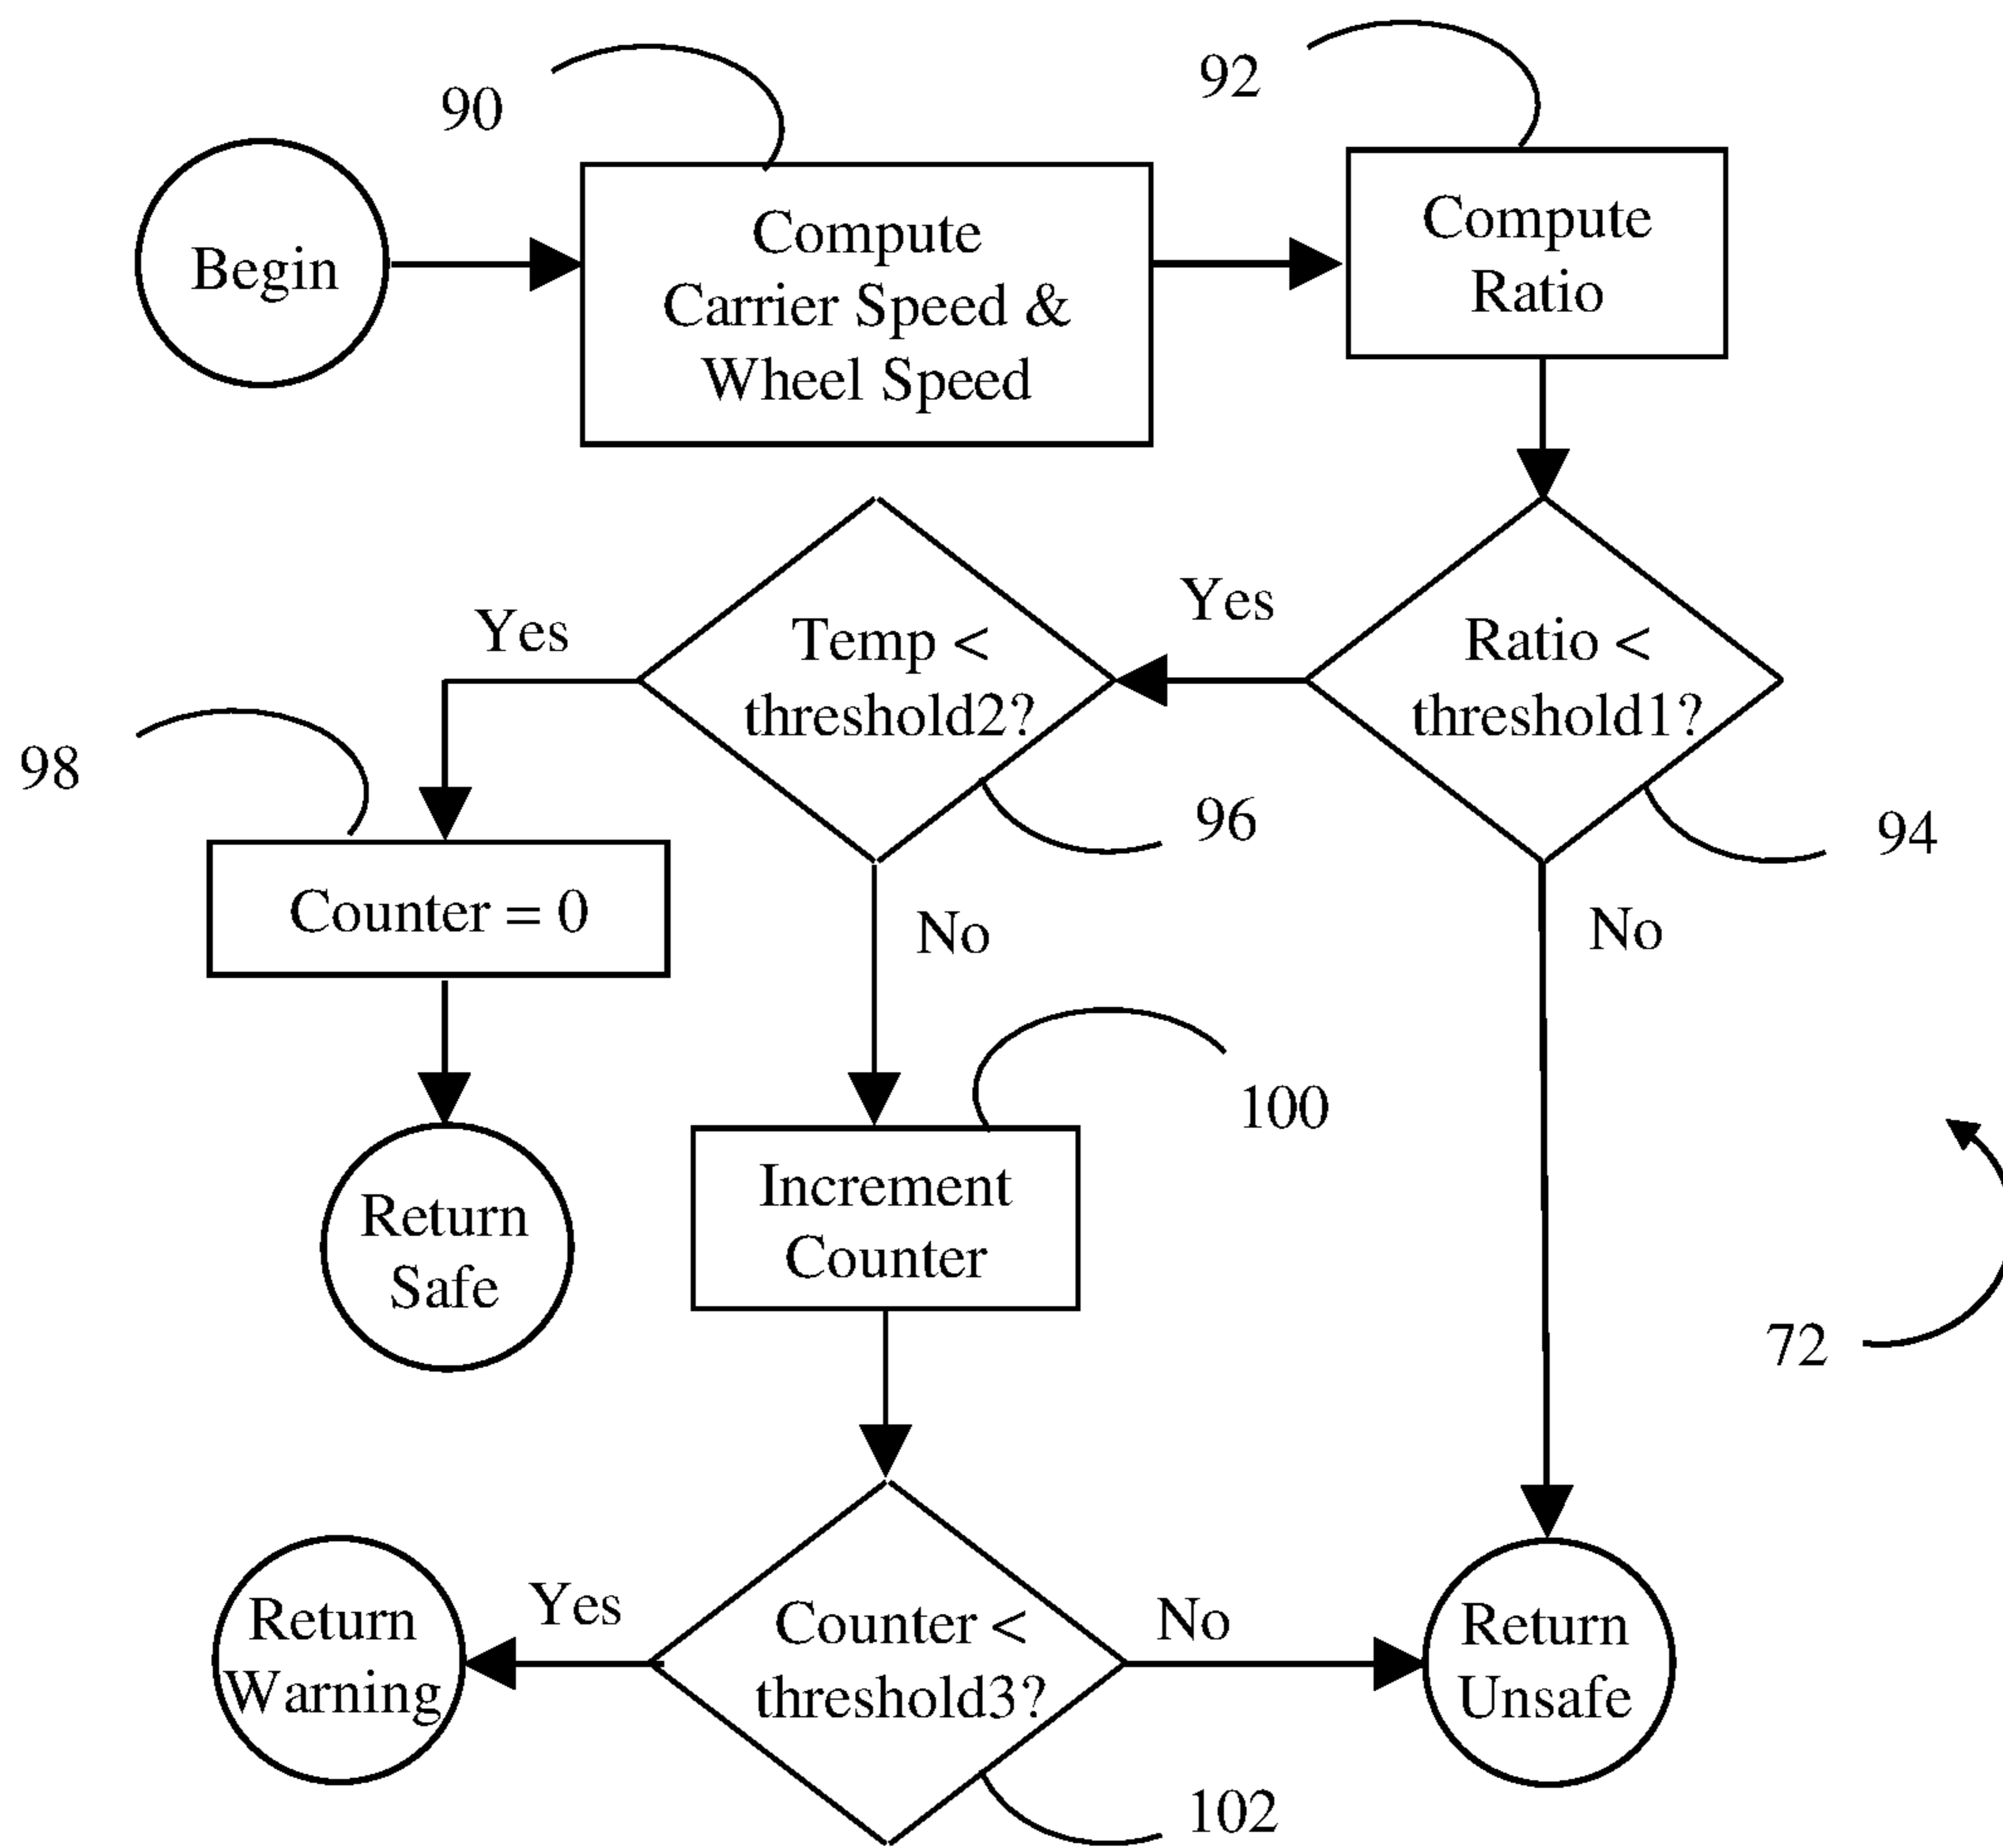 90
92
Begin
Compute
Carrier Speed &
Wheel Speed
Compute
Ratio
Yes
Temp <
threshold2?
Yes
Ratio <
threshold1?
98
96
94
Counter = 0
No
No
100
Return
Safe
Increment
Counter
72
Return
Warning
Yes
Counter <
threshold3?
No
Return
Unsafe
102